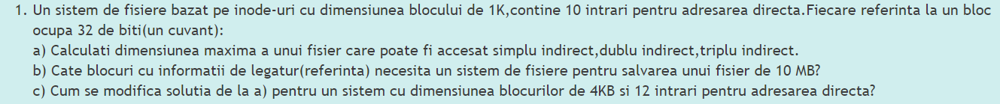 1. Un sistem de fisiere bazat pe inode-uri cu dimensiunea blocului de 1K,contine 10 intrari pentru adresarea directa.Fiecare referinta la un bloc
ocupa 32 de biti(un cuvant):
a) Calculati dimensiunea maxima a unui fisier care poate fi accesat simplu indirect,dublu indirect,triplu indirect.
b) Cate blocuri cu informatii de legatur(referinta) necesita un sistem de fisiere pentru salvarea unui fisier de 10 MB?
c) Cum se modifica solutia de la a) pentru un sistem cu dimensiunea blocurilor de 4KB si 12 intrari pentru adresarea directa?